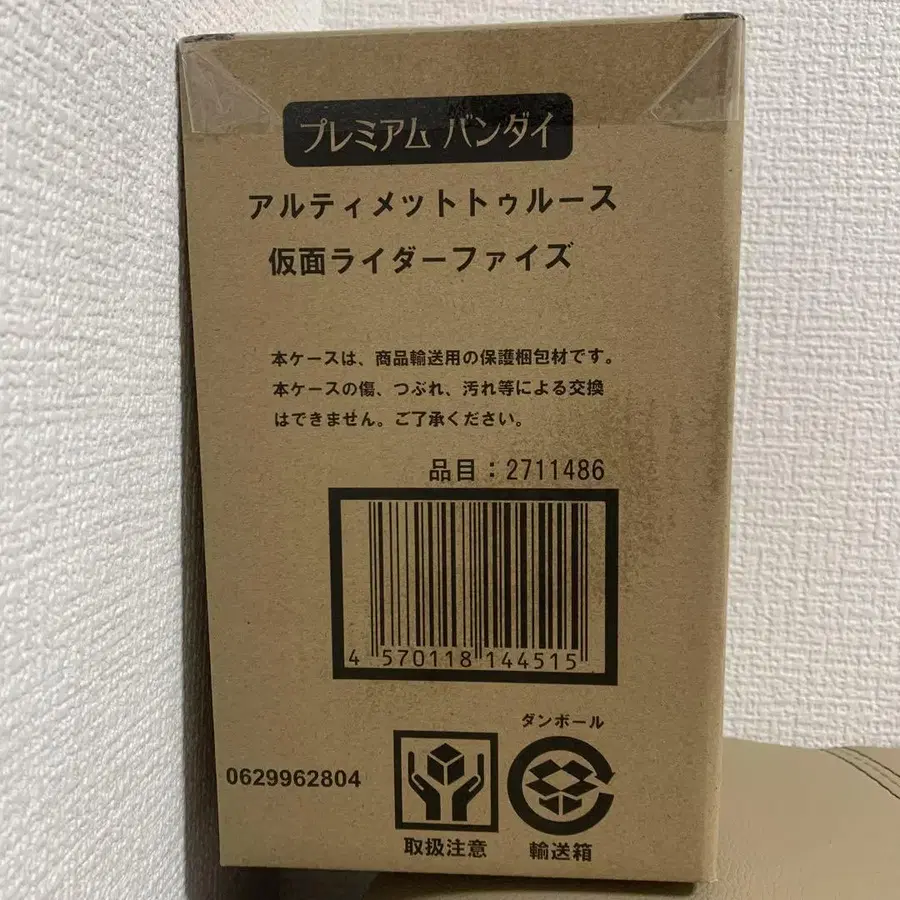 プレミアム バンダイ
アルティメットトゥルース
仮面ライダーファイズ
本ケースは、商品輸送用の保護梱包材です。
本ケースの傷、つぶれ、汚れ等による交換
はできません。ご了承ください。
品目：2711486
4 570118 144515
ダンボール
0629962804
取扱注意
輸送箱